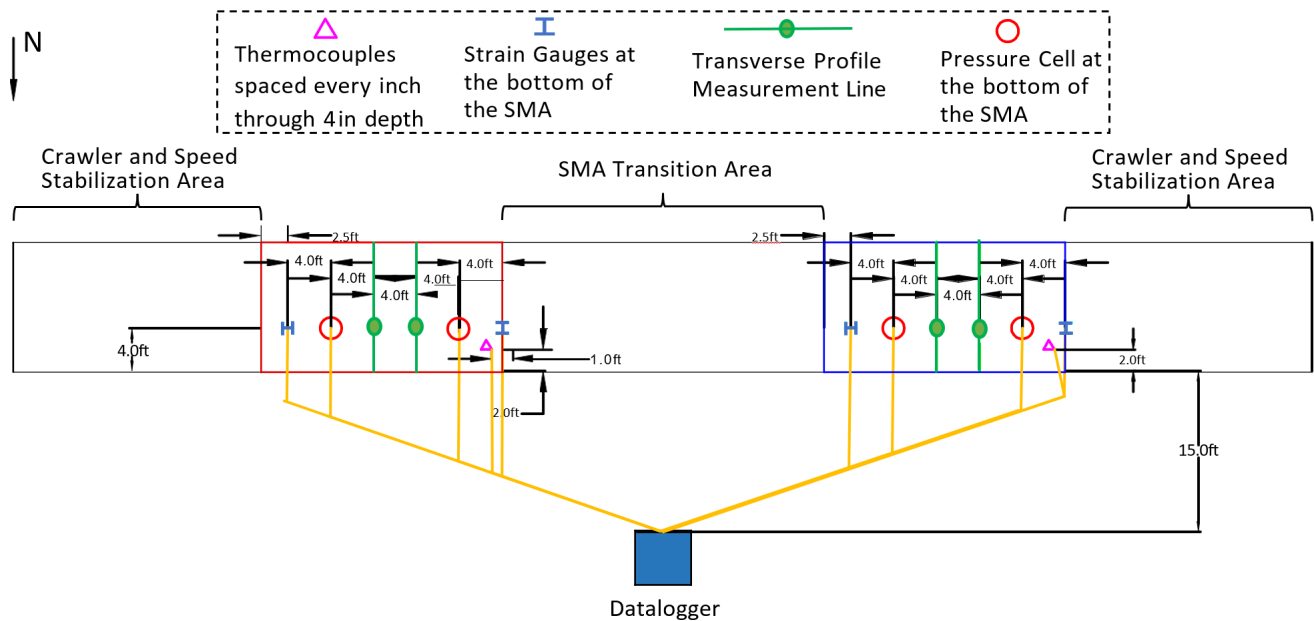 N
Thermocouples
spaced every inch
through 4in depth
Strain Gauges at
the bottom of
the SMA
Transverse Profile
Measurement Line
Pressure Cell at
the bottom of
the SMA
Crawler and Speed
Stabilization Area
SMA Transition Area
Crawler and Speed
Stabilization Area
2.5ft
2.5ft
4.0ft
4.0ft
4.0ft
4.0ft
4.0ft
4.0ft
4.0ft
4.0ft
4.0ft
4.0ft
4.0ft
1.0ft
2.0ft
2.0ft
15.0ft
Datalogger